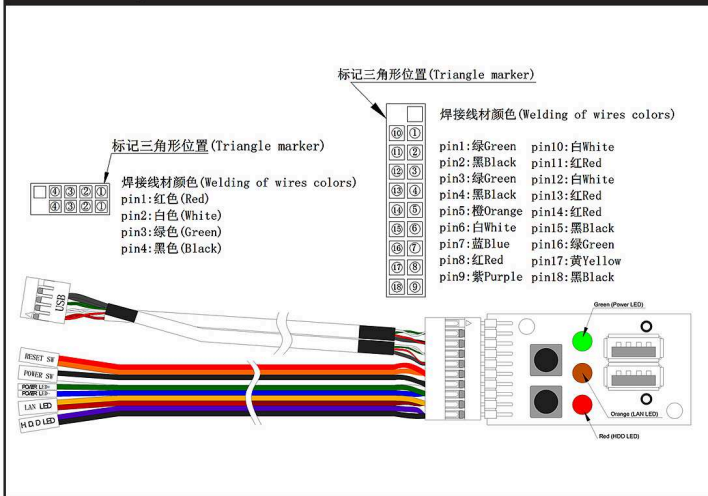 标记三角形位置(Triangle marker)
焊接线材颜色(Welding of wires colors)
⑩ ①
⑪ ②
⑫ ③
⑬ ④
⑭ ⑤
⑮ ⑥
⑯ ⑦
⑰ ⑧
⑱ ⑨
pin1:绿Green pin10:白White
pin2:黑Black pin11:红Red
pin3:绿Green pin12:白White
pin4:黑Black pin13:红Red
pin5:橙Orange pin14:红Red
pin6:白White pin15:黑Black
pin7:蓝Blue pin16:绿Green
pin8:红Red pin17:黄Yellow
pin9:紫Purple pin18:黑Black
标记三角形位置(Triangle marker)
④③②①
④③②①
焊接线材颜色(Welding of wires colors)
pin1:红色(Red)
pin2:白色(White)
pin3:绿色(Green)
pin4:黑色(Black)
USB
RESET SW
POWER SW
POWER LED
POWER LED
LAN LED
H.D.D LED
Green (Power LED)
Orange (LAN LED)
Red (HDD LED)